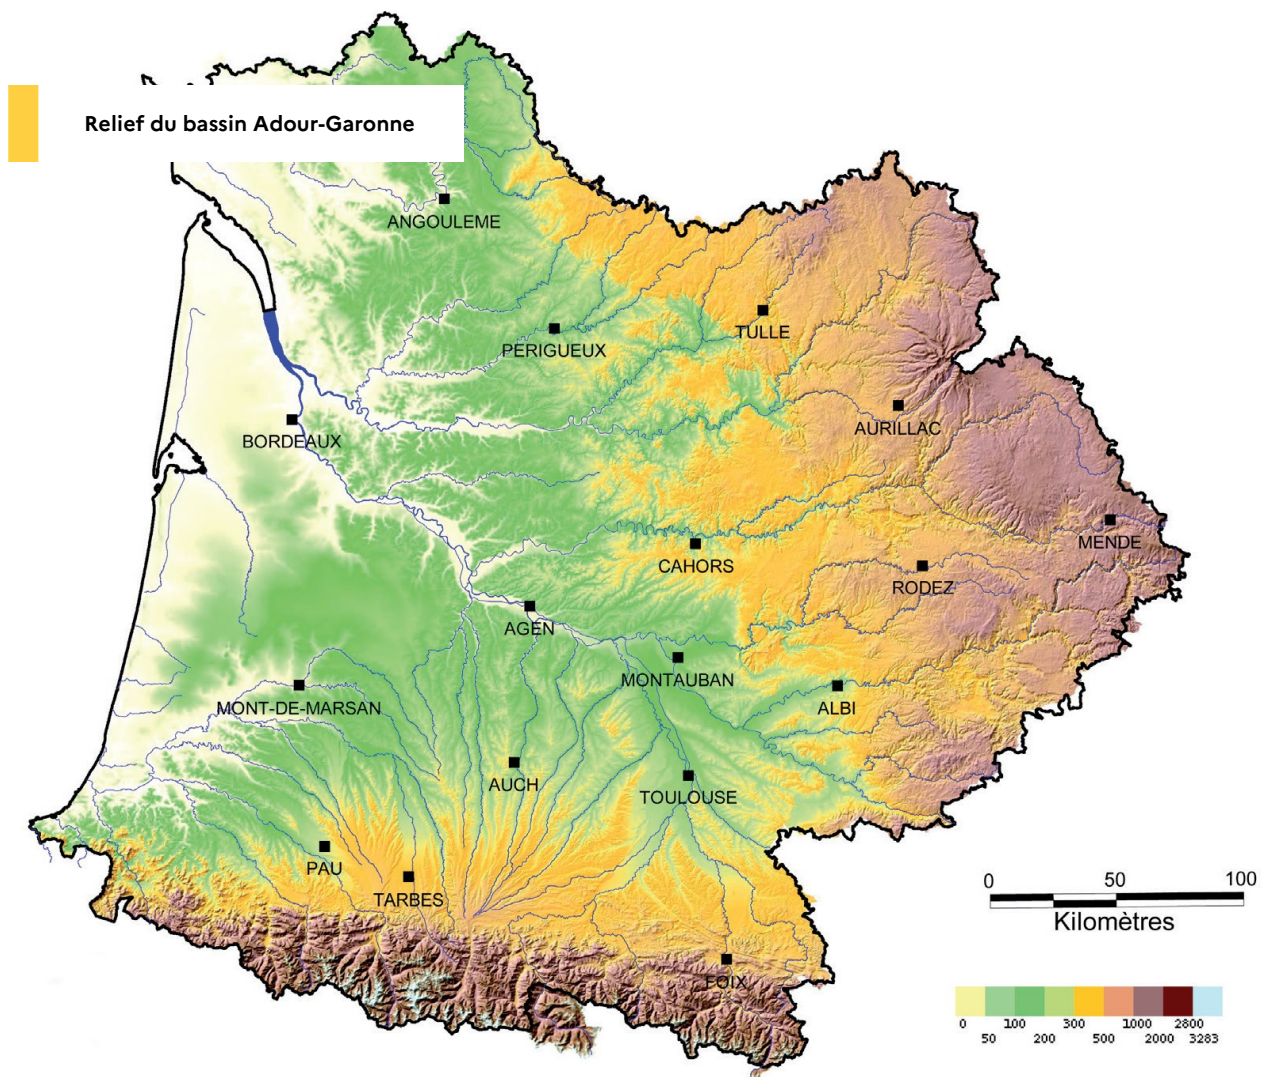 Relief du bassin Adour-Garonne
ANGOULEME
TULLE
PERIGUEUX
AURILLAC
BORDEAUX
MENDE
CAHORS
RODEZ
AGEN
MONTAUBAN
MONT-DE-MARSAN
ALBI
AUCH
TOULOUSE
PAU
TARBES
FOIX
0 50 100
Kilomètres
0 100 300 1000 2800
50 200 500 2000 3283